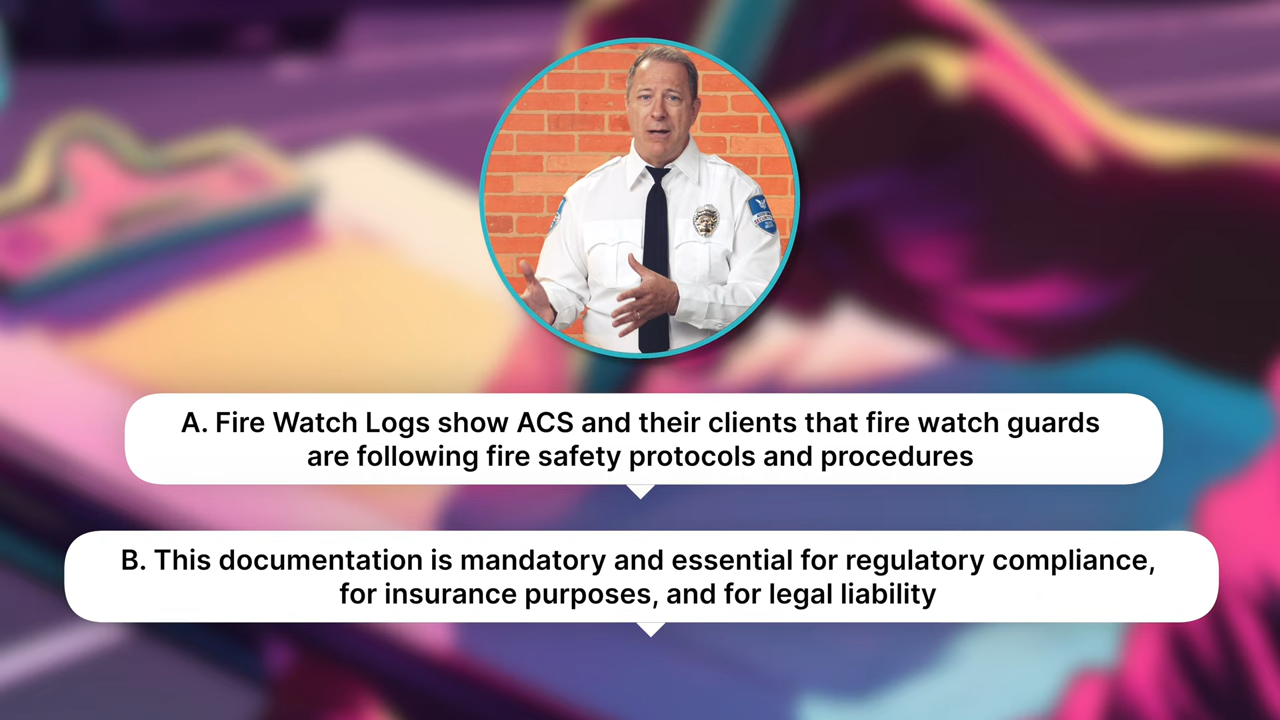 A. Fire Watch Logs show ACS and their clients that fire watch guards
are following fire safety protocols and procedures
B. This documentation is mandatory and essential for regulatory compliance,
for insurance purposes, and for legal liability